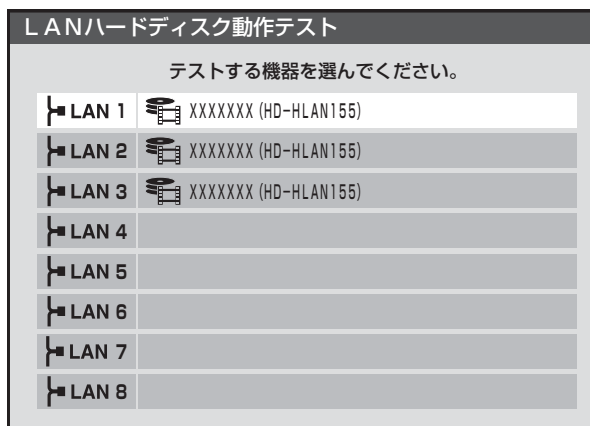 ＬＡＮハードディスク動作テスト
テストする機器を選んでください。
LAN 1 XXXXXXX (HD-HLAN155)
LAN 2 XXXXXXX (HD-HLAN155)
LAN 3 XXXXXXX (HD-HLAN155)
LAN 4
LAN 5
LAN 6
LAN 7
LAN 8